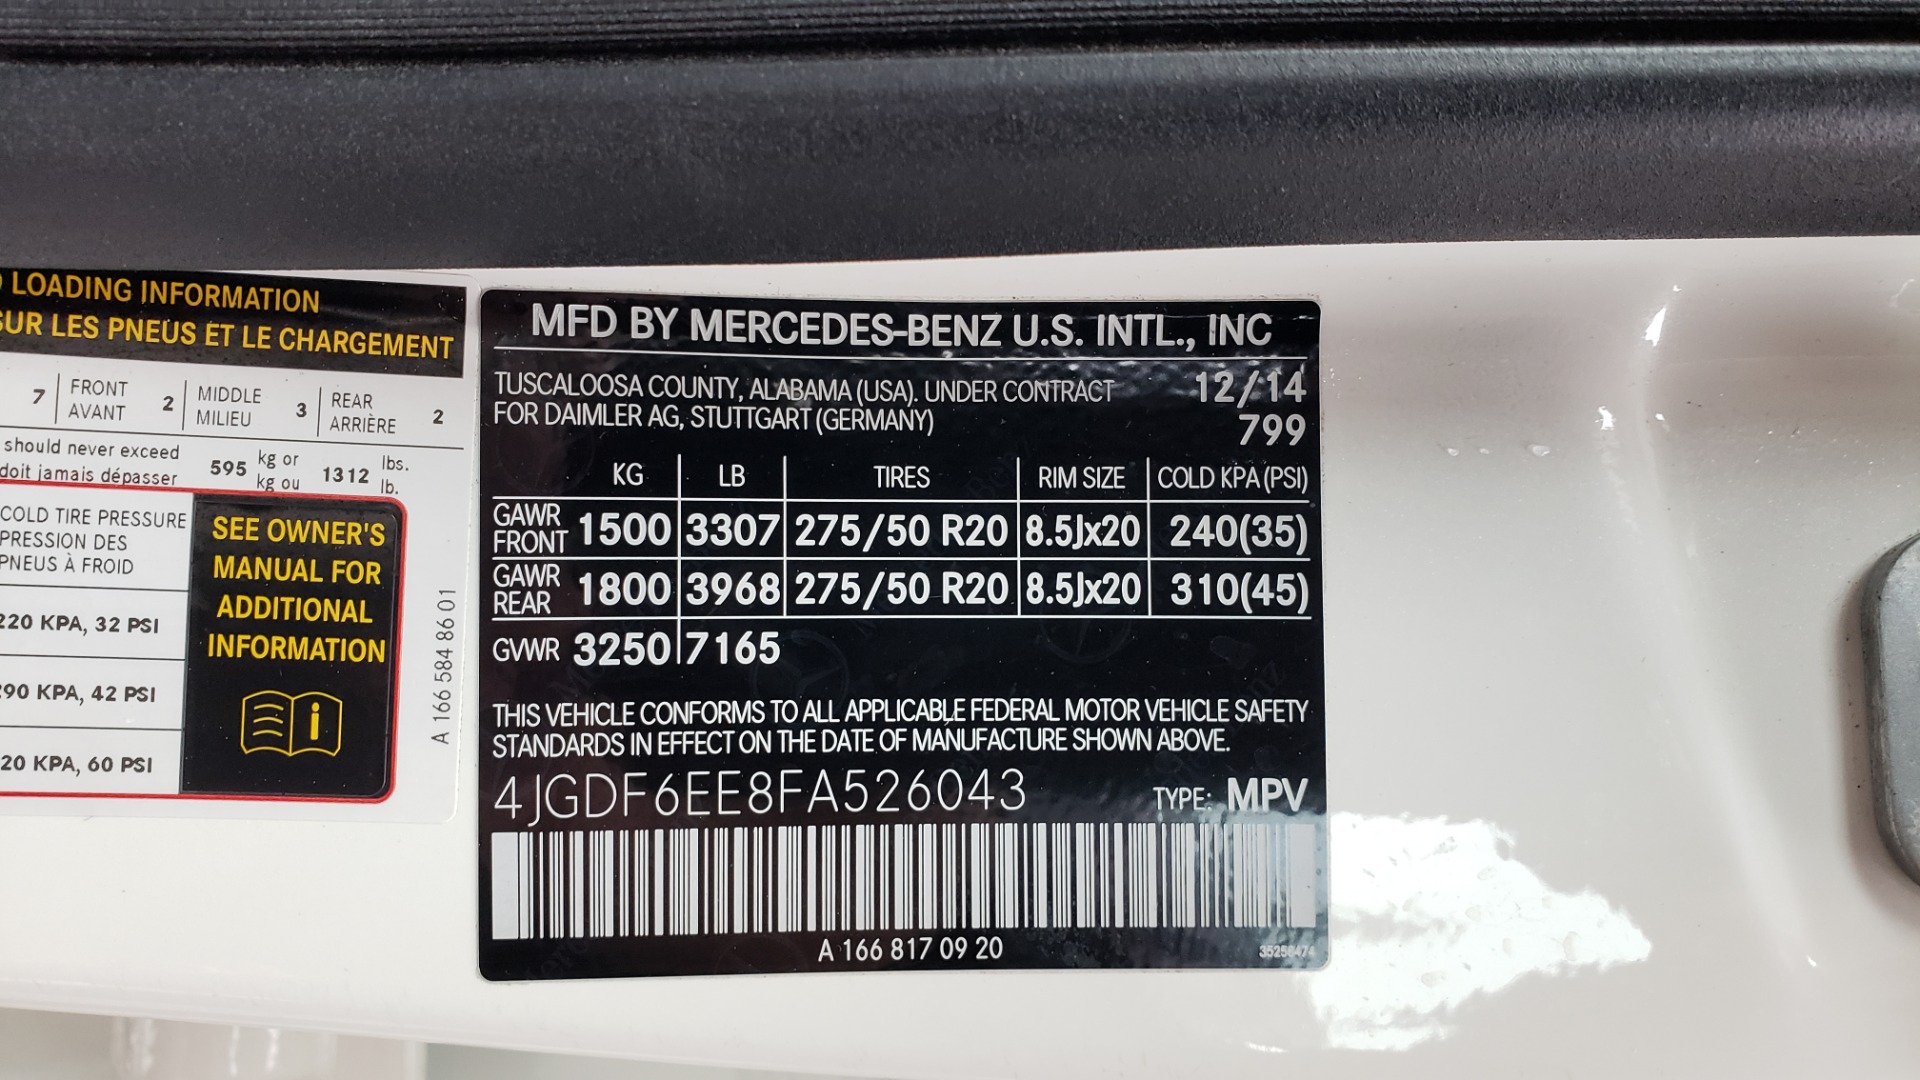 LOADING INFORMATION
SUR LES PNEUS ET LE CHARGEMENT
7 FRONT AVANT 2 MIDDLE MILIEU 3 REAR ARRIÈRE 2
should never exceed
doit jamais dépasser
595 kg or kg ou 1312 lbs. lb.
COLD TIRE PRESSURE
PRESSION DES
PNEUS À FROID
220 KPA, 32 PSI
290 KPA, 42 PSI
20 KPA, 60 PSI
SEE OWNER'S
MANUAL FOR
ADDITIONAL
INFORMATION
i
A 166 584 86 01
MFD BY MERCEDES-BENZ U.S. INTL., INC
TUSCALOOSA COUNTY, ALABAMA (USA). UNDER CONTRACT 12/14
FOR DAIMLER AG, STUTTGART (GERMANY) 799
KG LB TIRES RIM SIZE COLD KPA (PSI)
GAWR FRONT 1500 3307 275/50 R20 8.5Jx20 240(35)
GAWR REAR 1800 3968 275/50 R20 8.5Jx20 310(45)
GVWR 3250 7165
THIS VEHICLE CONFORMS TO ALL APPLICABLE FEDERAL MOTOR VEHICLE SAFETY
STANDARDS IN EFFECT ON THE DATE OF MANUFACTURE SHOWN ABOVE.
4JGDF6EE8FA526043 TYPE: MPV
A 166 817 09 20